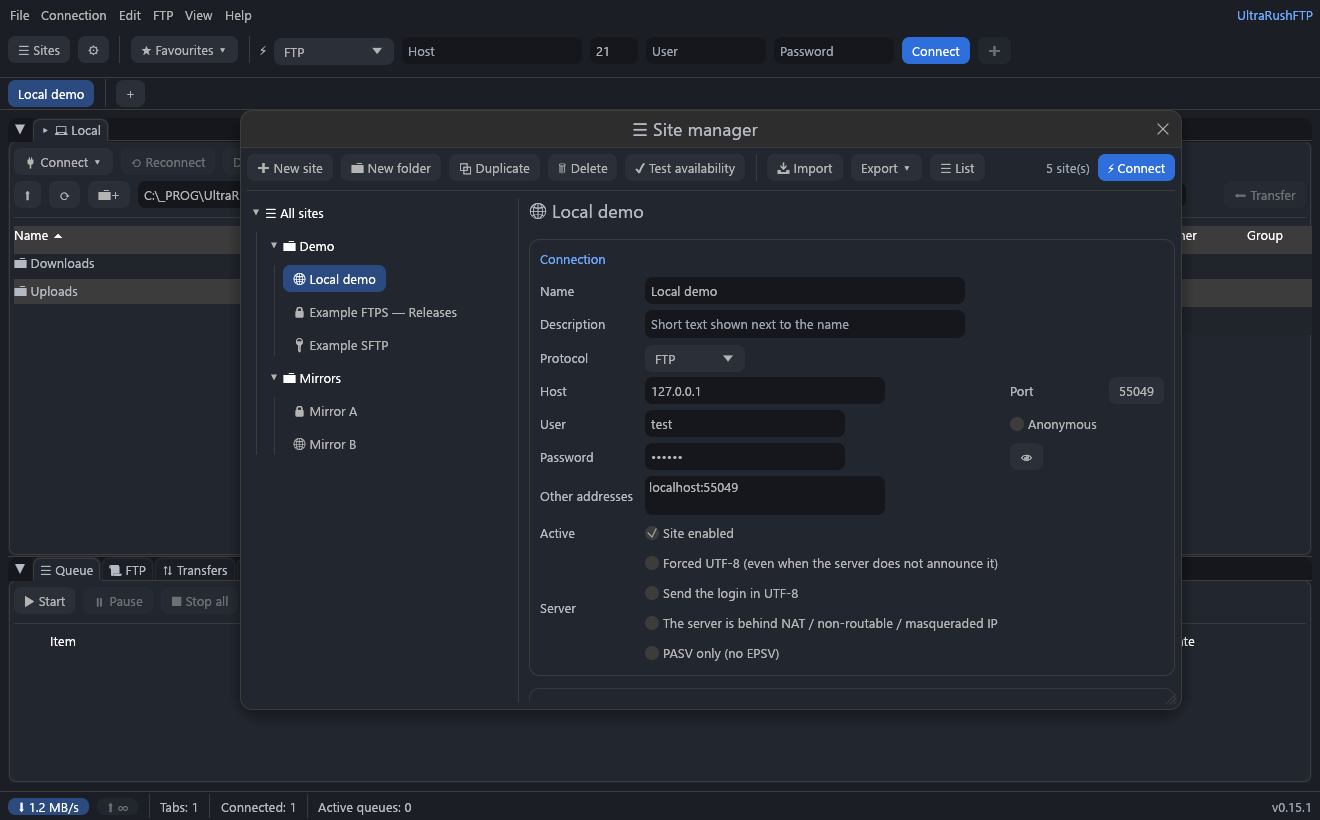 File Connection Edit FTP View Help UltraRushFTP
Sites Favourites FTP Host 21 User Password Connect +
Local demo +
Local
Site manager
Connect Reconnect
New site New folder Duplicate Delete Test availability Import Export List 5 site(s) Connect
C:\_PROG\UltraR
Transfer
All sites
Local demo
Name
Group
Demo
Connection
Downloads
Local demo
Name Local demo
Uploads
Example FTPS — Releases
Description Short text shown next to the name
Example SFTP
Protocol FTP
Mirrors
Host 127.0.0.1 Port 55049
Mirror A
User test Anonymous
Mirror B
Password ••••••
Other addresses localhost:55049
Active Site enabled
Forced UTF-8 (even when the server does not announce it)
Send the login in UTF-8
Server
The server is behind NAT / non-routable / masqueraded IP
PASV only (no EPSV)
Queue FTP Transfers
Start Pause Stop all
Item
1.2 MB/s ∞ Tabs: 1 Connected: 1 Active queues: 0 v0.15.1